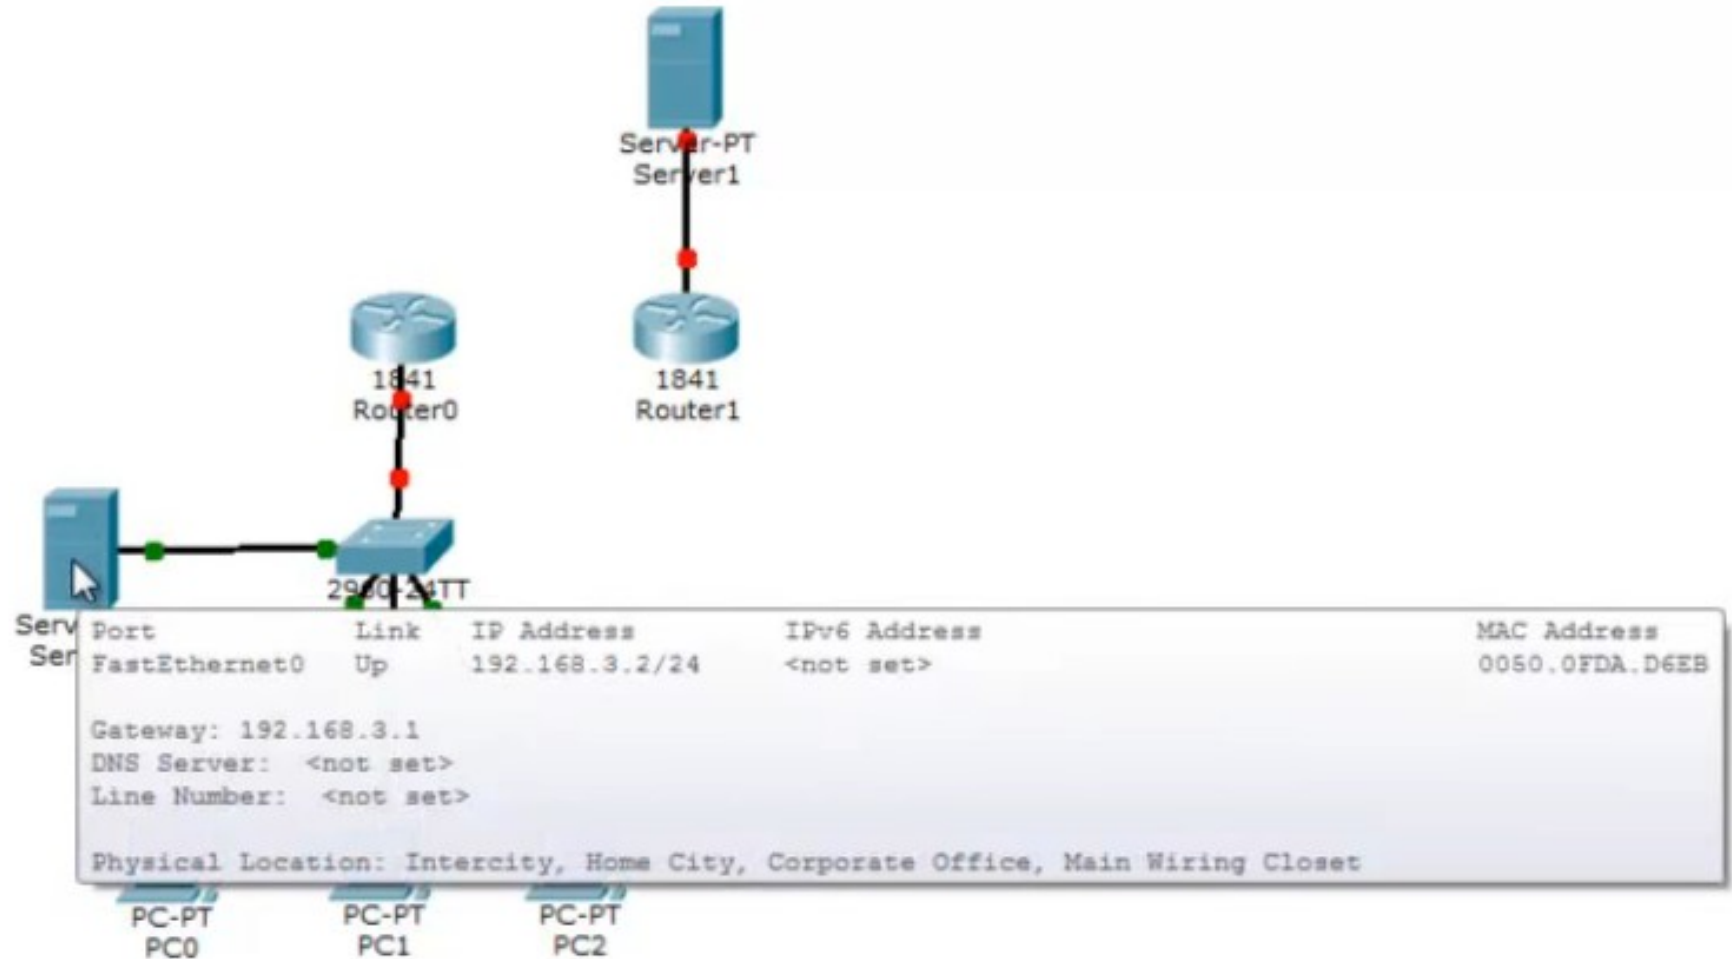 Server-PT
Server1
1841
Router0
1841
Router1
2960-24TT
Serv
Ser
Port Link IP Address IPv6 Address MAC Address
FastEthernet0 Up 192.168.3.2/24 <not set> 0050.0FDA.D6EB
Gateway: 192.168.3.1
DNS Server: <not set>
Line Number: <not set>
Physical Location: Intercity, Home City, Corporate Office, Main Wiring Closet
PC-PT
PC0
PC-PT
PC1
PC-PT
PC2